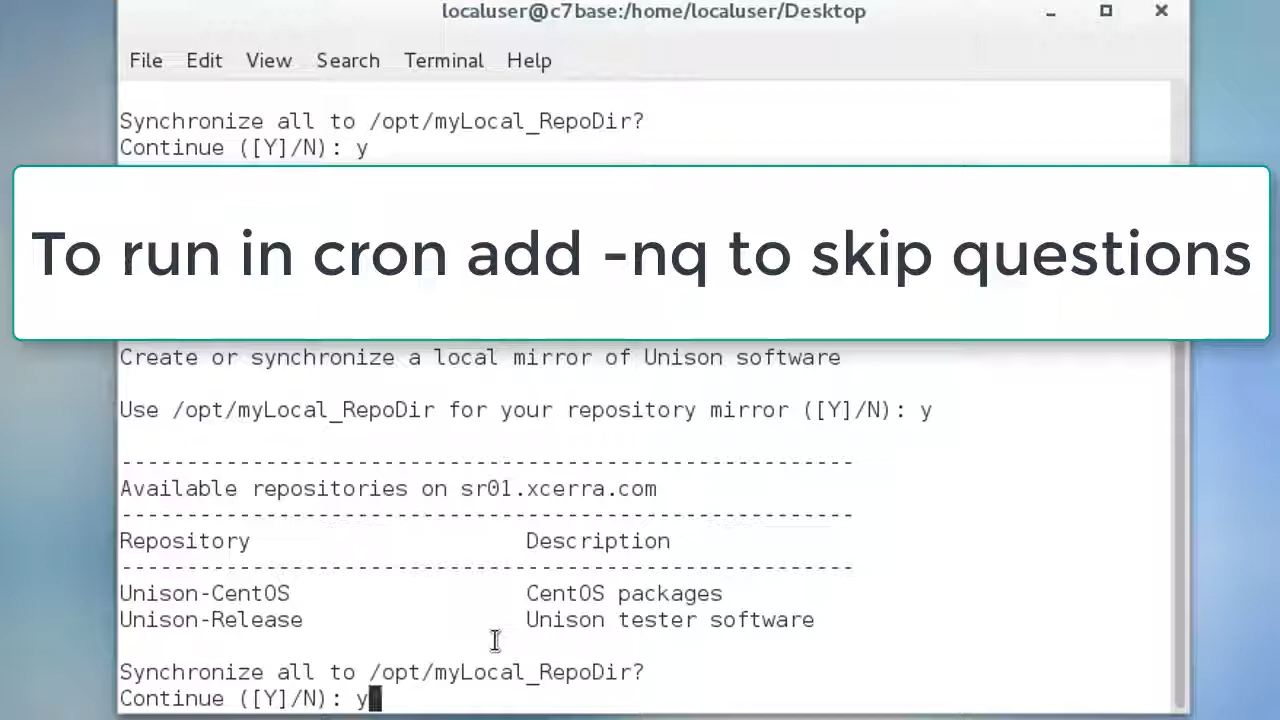 localuser@c7base:/home/localuser/Desktop
File Edit View Search Terminal Help
Synchronize all to /opt/myLocal_RepoDir?
Continue ([Y]/N): y
To run in cron add -nq to skip questions
Create or synchronize a local mirror of Unison software
Use /opt/myLocal_RepoDir for your repository mirror ([Y]/N): y
--------------------------------------------------------
Available repositories on sr01.xcerra.com
--------------------------------------------------------
Repository Description
--------------------------------------------------------
Unison-CentOS CentOS packages
Unison-Release Unison tester software
Synchronize all to /opt/myLocal_RepoDir?
Continue ([Y]/N): y